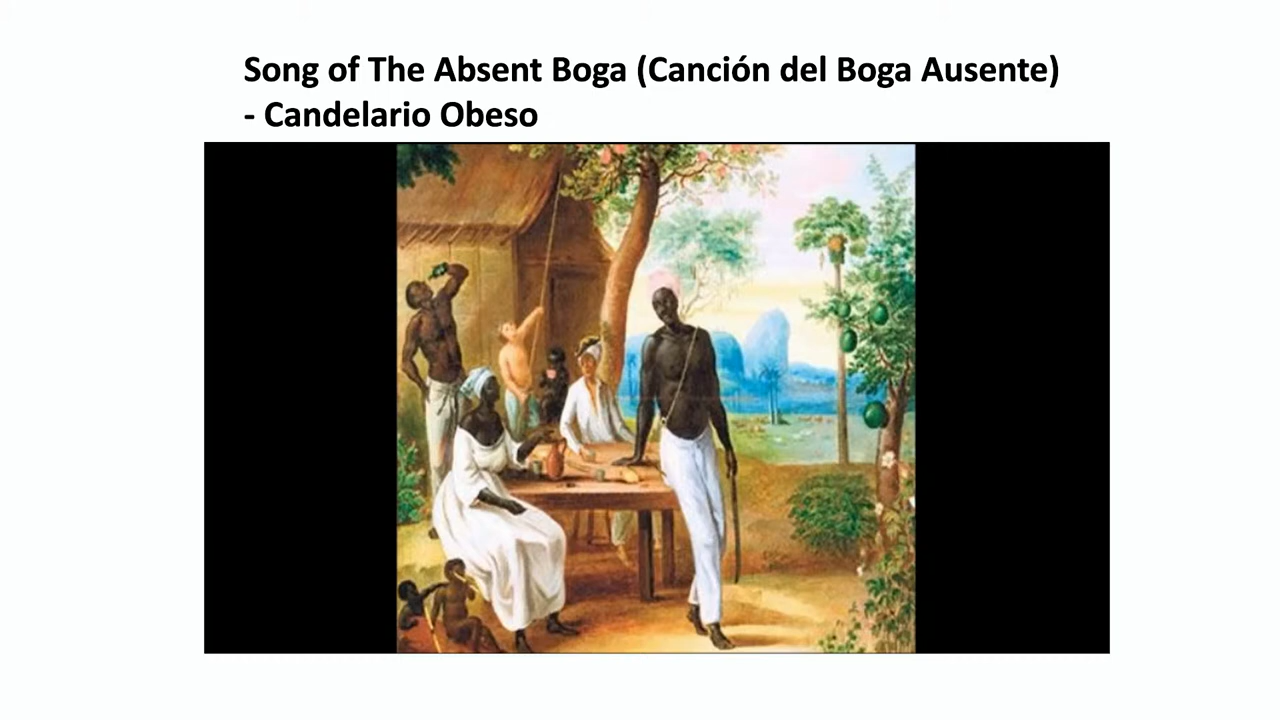 Song of The Absent Boga (Canción del Boga Ausente)
- Candelario Obeso